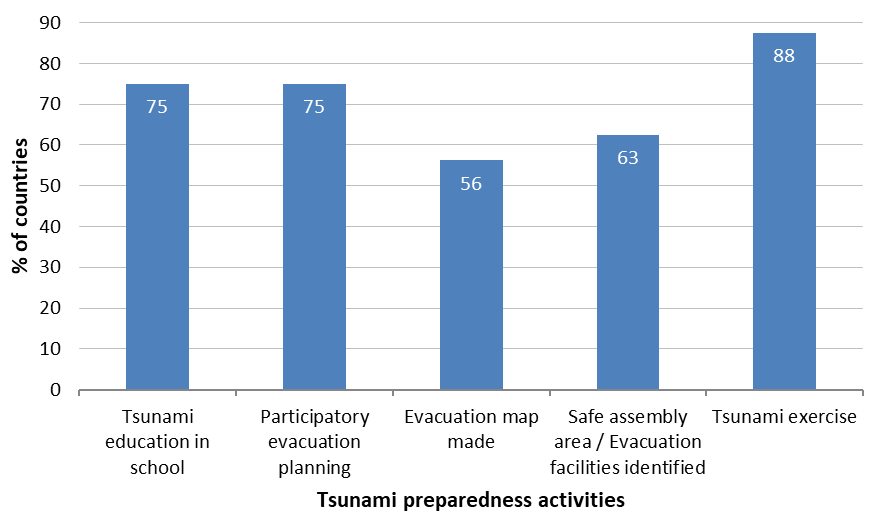 90
80
70
60
50
40
30
20
10
0
% of countries
75
75
56
63
88
Tsunami
education in
school
Participatory
evacuation
planning
Evacuation map
made
Safe assembly
area / Evacuation
facilities identified
Tsunami exercise
Tsunami preparedness activities